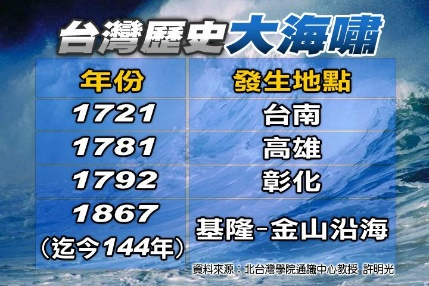 台灣歷史大海嘯
年份 發生地點
1721 台南
1781 高雄
1792 彰化
1867
(迄今144年) 基隆-金山沿海
資料來源:北台灣學院通識中心教授 許明光